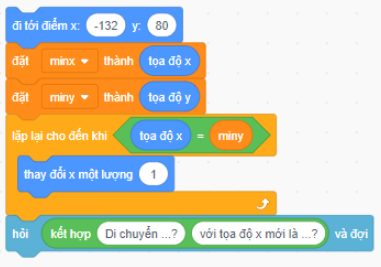 đi tới điểm x: -132 y: 80
đặt minx thành tọa độ x
đặt miny thành tọa độ y
lặp lại cho đến khi tọa độ x = miny
thay đổi x một lượng 1
hỏi kết hợp Di chuyển ...? với tọa độ x mới là ...? và đợi